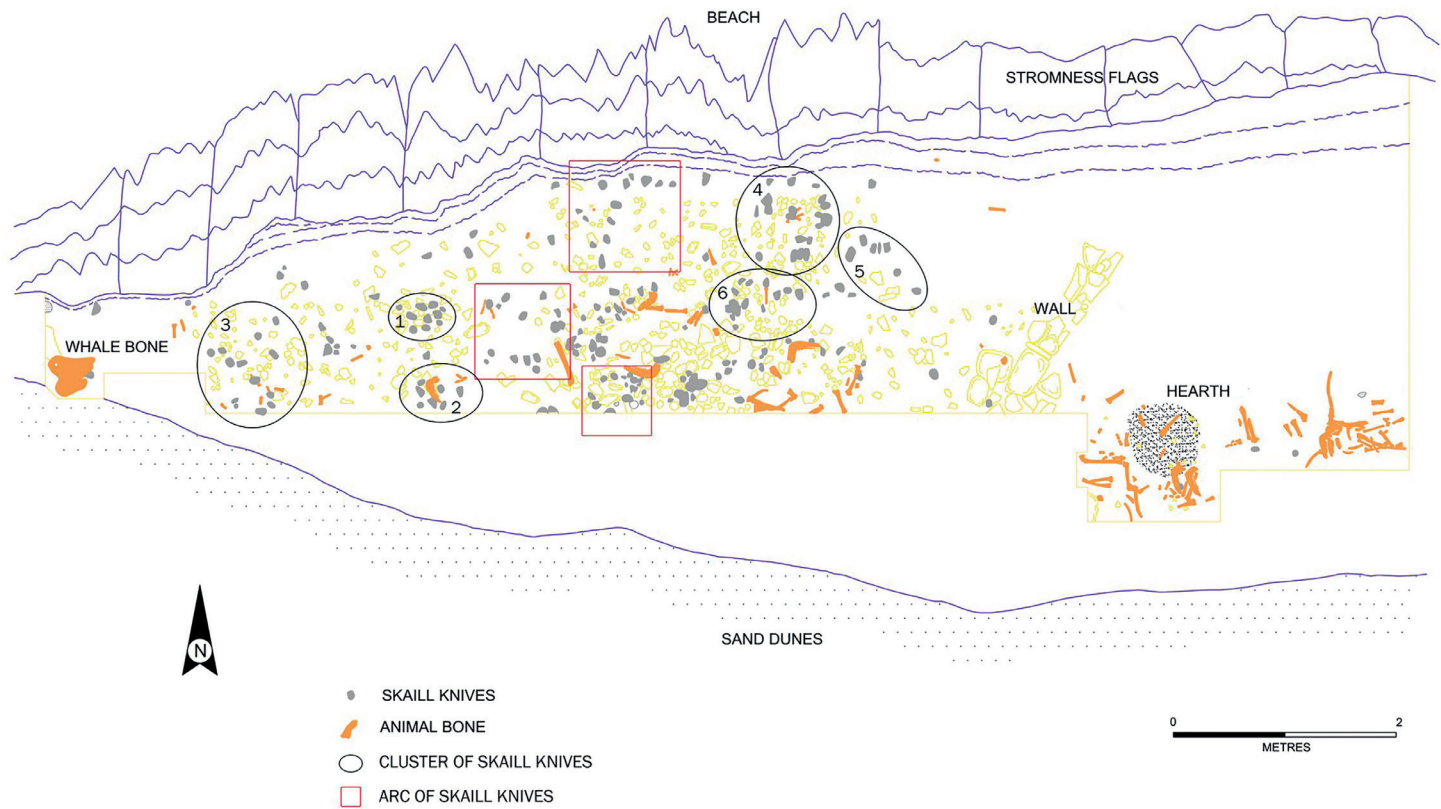 BEACH
STROMNESS FLAGS
4
5
6
WALL
1
3
WHALE BONE
2
HEARTH
N
SAND DUNES
SKAILL KNIVES
ANIMAL BONE
CLUSTER OF SKAILL KNIVES
ARC OF SKAILL KNIVES
0 2
METRES